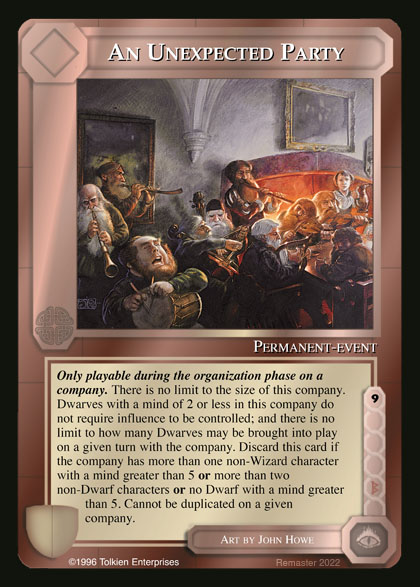 An Unexpected Party
Permanent-event
Only playable during the organization phase on a
company. There is no limit to the size of this company.
Dwarves with a mind of 2 or less in this company do
not require influence to be controlled; and there is no
limit to how many Dwarves may be brought into play
on a given turn with the company. Discard this card if
the company has more than one non-Wizard character
with a mind greater than 5 or more than two
non-Dwarf characters or no Dwarf with a mind greater
than 5. Cannot be duplicated on a given
company.
9
Art by John Howe
©1996 Tolkien Enterprises
Remaster 2022